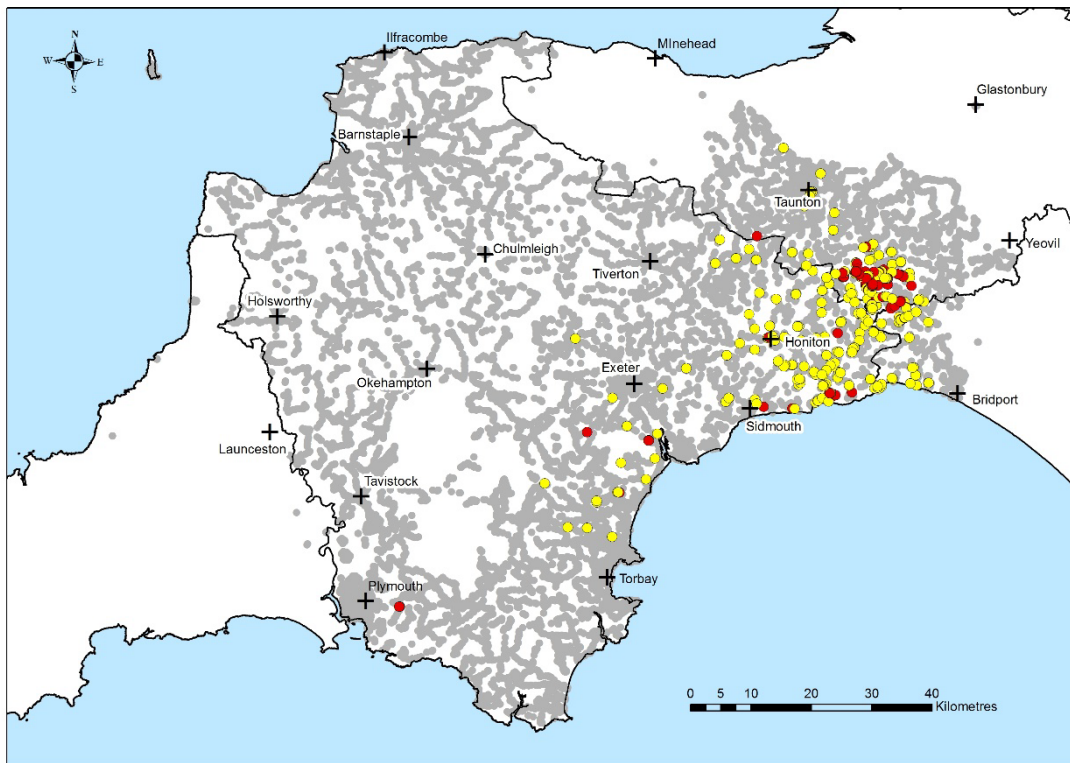 N
W E
S
Ilfracombe
MInehead
Glastonbury
Barnstaple
Taunton
Yeovil
Chulmleigh
Tiverton
Holsworthy
Honiton
Okehampton
Exeter
Bridport
Sidmouth
Launceston
Tavistock
Torbay
Plymouth
0 5 10 20 30 40
Kilometres